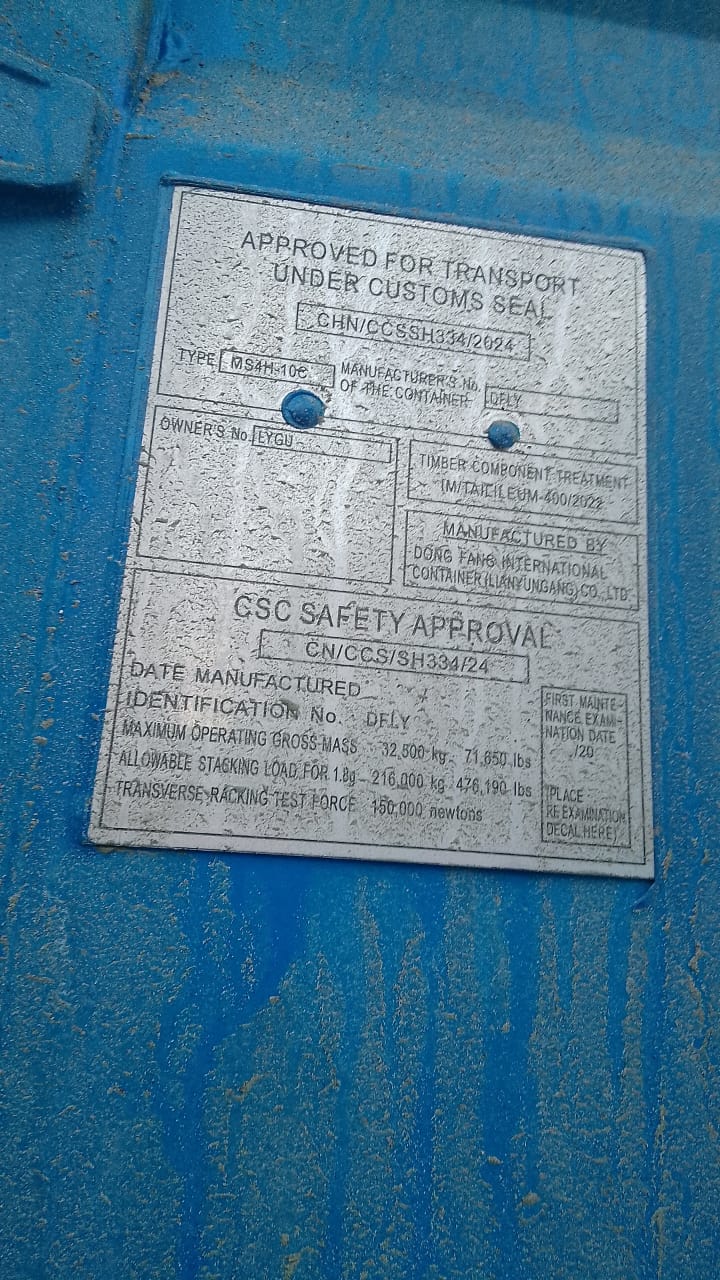 APPROVED FOR TRANSPORT
UNDER CUSTOMS SEAL
CHN/CCSSH334/2024
TYPE MS4H-10C MANUFACTURER'S No.
OF THE CONTAINER DFLY
OWNER'S No. LYGU
TIMBER COMPONENT TREATMENT
IM/TAILILEUM 400/2022
MANUFACTURED BY
DONG FANG INTERNATIONAL
CONTAINER(LIANYUNGANG)CO.,LTD.
CSC SAFETY APPROVAL
CN/CCS/SH334/24
DATE MANUFACTURED
IDENTIFICATION No. DFLY
MAXIMUM OPERATING GROSS MASS 32,500 kg 71,650 lbs
ALLOWABLE STACKING LOAD FOR 1.8g 216,000 kg 476,190 lbs
TRANSVERSE RACKING TEST FORCE 150,000 newtons
FIRST MAINTE-
NANCE EXAMI-
NATION DATE
/20
(PLACE
RE EXAMINATION
DECAL HERE)